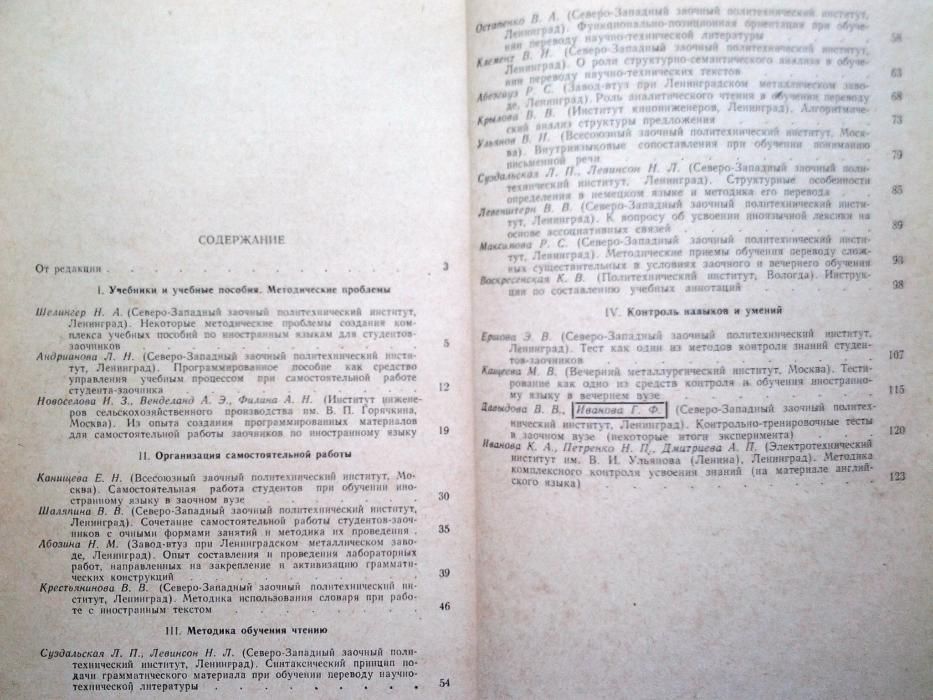 СОДЕРЖАНИЕ
От редакции . . . . . . . . . . . . . . . 3
I. Учебники и учебные пособия. Методические проблемы
Шелингер Н. А. (Северо-Западный заочный политехнический институт,
Ленинград). Некоторые методические проблемы создания ком-
плекса учебных пособий по иностранным языкам для студентов-
заочников . . . . . . . . . . . . . . 5
Андрианова Л. Н. (Северо-Западный заочный политехнический инсти-
тут, Ленинград). Программированное пособие как средство
управления учебным процессом при самостоятельной работе
студента-заочника . . . . . . . . . . . . 12
Новоселова И. З., Венделанд А. Э., Филина А. Н. (Институт инжене-
ров сельскохозяйственного производства им. В. П. Горячкина,
Москва). Из опыта создания программированных материалов
для самостоятельной работы заочников по иностранному языку 19
II. Организация самостоятельной работы
Канищева Е. Н. (Всесоюзный заочный политехнический институт, Мо-
сква). Самостоятельная работа студентов при обучении ино-
странному языку в заочном вузе . . . . . . . . 30
Шаляпина В. В. (Северо-Западный заочный политехнический институт,
Ленинград). Сочетание самостоятельной работы студентов-заоч-
ников с очными формами занятий и методика их проведения . 35
Абозина Н. М. (Завод-втуз при Ленинградском металлическом заво-
де, Ленинград). Опыт составления и проведения лабораторных
работ, направленных на закрепление и активизацию граммати-
ческих конструкций . . . . . . . . . . . 39
Крестьянинова В. В. (Северо-Западный заочный политехнический ин-
ститут, Ленинград). Методика использования словаря при рабо-
те с иностранным текстом . . . . . . . . . 46
III. Методика обучения чтению
Суздальская Л. П., Левинсон Н. Л. (Северо-Западный заочный поли-
технический институт, Ленинград). Синтаксический принцип по-
дачи грамматического материала при обучении переводу научно-
технической литературы . . . . . . . . . . 54
Остапенко В. А. (Северо-Западный заочный политехнический институт,
Ленинград). Функционально-позиционная ориентация при обуче-
нии переводу научно-технической литературы . . . . 58
Клемент В. И. (Северо-Западный заочный политехнический институт,
Ленинград). О роли структурно-семантического анализа в обуче-
нии переводу научно-технических текстов . . . . . 63
Абезгауз Р. С. (Завод-втуз при Ленинградском металлическом заво-
де, Ленинград). Роль аналитического чтения в обучении переводу 68
Крылова В. В. (Институт киноинженеров, Ленинград). Алгоритмиче-
ский анализ структуры предложения . . . . . . 73
Ульянов В. И. (Всесоюзный заочный политехнический институт, Моск-
ва). Внутриязыковые сопоставления при обучении пониманию
письменной речи . . . . . . . . . . . . 79
Суздальская Л. П., Левинсон Н. Л. (Северо-Западный заочный поли-
технический институт, Ленинград). Структурные особенности
определения в немецком языке и методика его перевода . . 85
Левенштерн В. В. (Северо-Западный заочный политехнический инсти-
тут, Ленинград). К вопросу об усвоении иноязычной лексики на
основе ассоциативных связей . . . . . . . . 89
Максимова Р. С. (Северо-Западный заочный политехнический инсти-
тут, Ленинград). Методические приемы обучения переводу слож-
ных существительных в условиях заочного и вечернего обучения 93
Воскресенская К. В. (Политехнический институт, Вологда). Инструк-
ции по составлению учебных аннотаций . . . . . . 98
IV. Контроль навыков и умений
Ершова Э. В. (Северо-Западный заочный политехнический институт,
Ленинград). Тест как один из методов контроля знаний студен-
тов-заочников . . . . . . . . . . . . . 107
Кащеева М. В. (Вечерний металлургический институт, Москва). Тести-
рование как одно из средств контроля и обучения иностранно-
му языку в вечернем вузе . . . . . . . . . 115
Давыдова В. В., Иванова Г. Ф. (Северо-Западный заочный политех-
нический институт, Ленинград). Контрольно-тренировочные тесты
в заочном вузе (некоторые итоги эксперимента) . . . . 120
Иванова К. А., Петренко Н. П., Дмитриева А. П. (Электротехнический
институт им. В. И. Ульянова (Ленина), Ленинград). Методика
комплексного контроля усвоения знаний (на материале англий-
ского языка) . . . . . . . . . . . . . 123